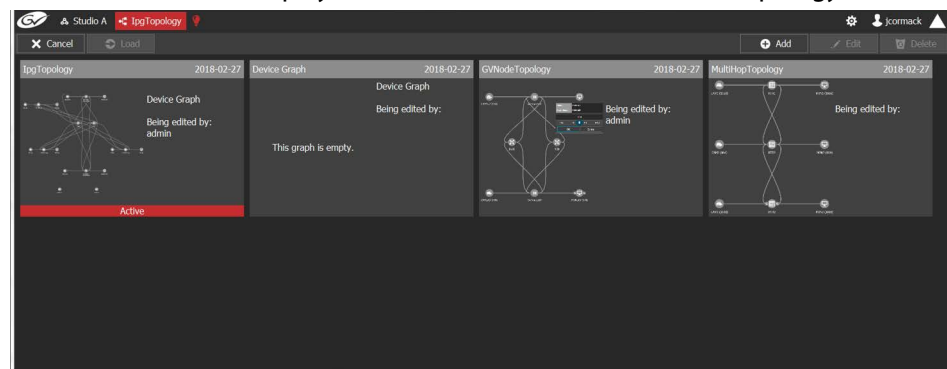 Studio A IpgTopology jcormack
Cancel Load Add Edit Delete
IpgTopology 2018-02-27
Device Graph
Being edited by:
admin
Active
Device Graph 2018-02-27
Device Graph
Being edited by:
This graph is empty.
GVNodeTopology 2018-02-27
Being edited by:
admin
MultiHopTopology 2018-02-27
Being edited by: